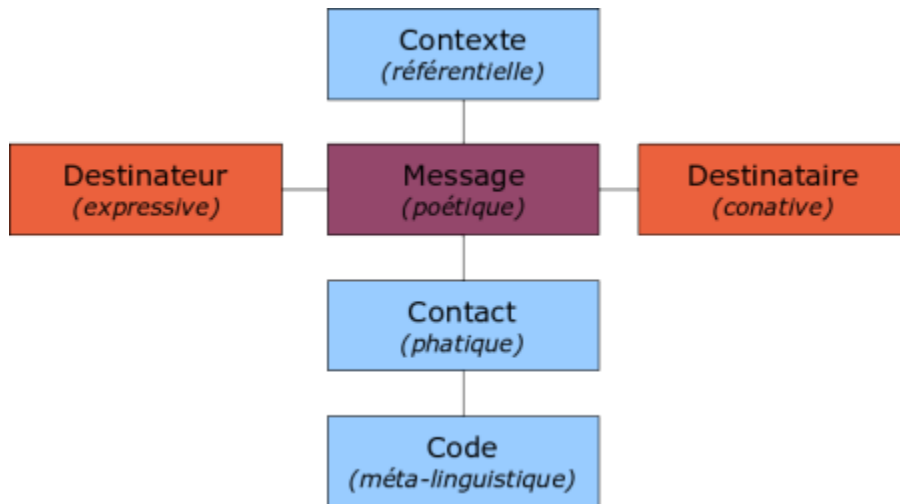 Contexte
(référentielle)
Destinateur
(expressive)
Message
(poétique)
Destinataire
(conative)
Contact
(phatique)
Code
(méta-linguistique)